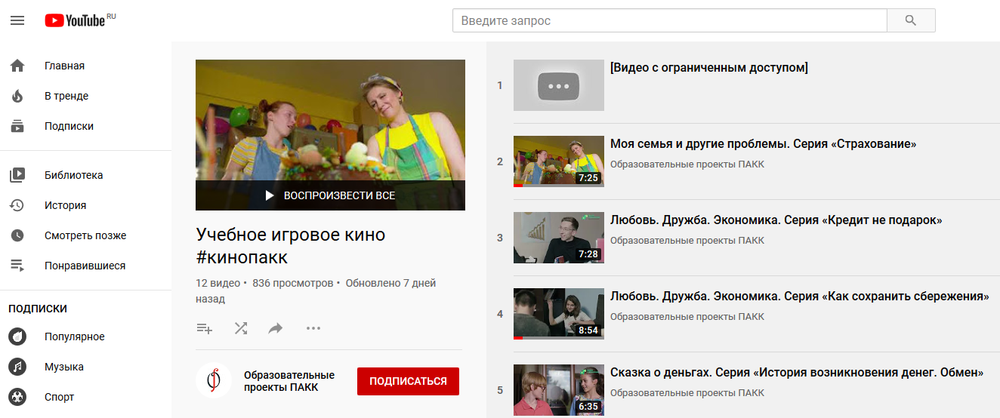 YouTube RU
Введите запрос
Главная
В тренде
Подписки
Библиотека
История
Смотреть позже
Понравившиеся
ПОДПИСКИ
Популярное
Музыка
Спорт
ВОСПРОИЗВЕСТИ ВСЕ
Учебное игровое кино
#кинопакк
12 видео • 836 просмотров • Обновлено 7 дней
назад
Образовательные
проекты ПАКК
ПОДПИСАТЬСЯ
1
[Видео с ограниченным доступом]
2
7:25
Моя семья и другие проблемы. Серия «Страхование»
Образовательные проекты ПАКК
3
7:28
Любовь. Дружба. Экономика. Серия «Кредит не подарок»
Образовательные проекты ПАКК
4
8:54
Любовь. Дружба. Экономика. Серия «Как сохранить сбережения»
Образовательные проекты ПАКК
5
6:35
Сказка о деньгах. Серия «История возникновения денег. Обмен»
Образовательные проекты ПАКК